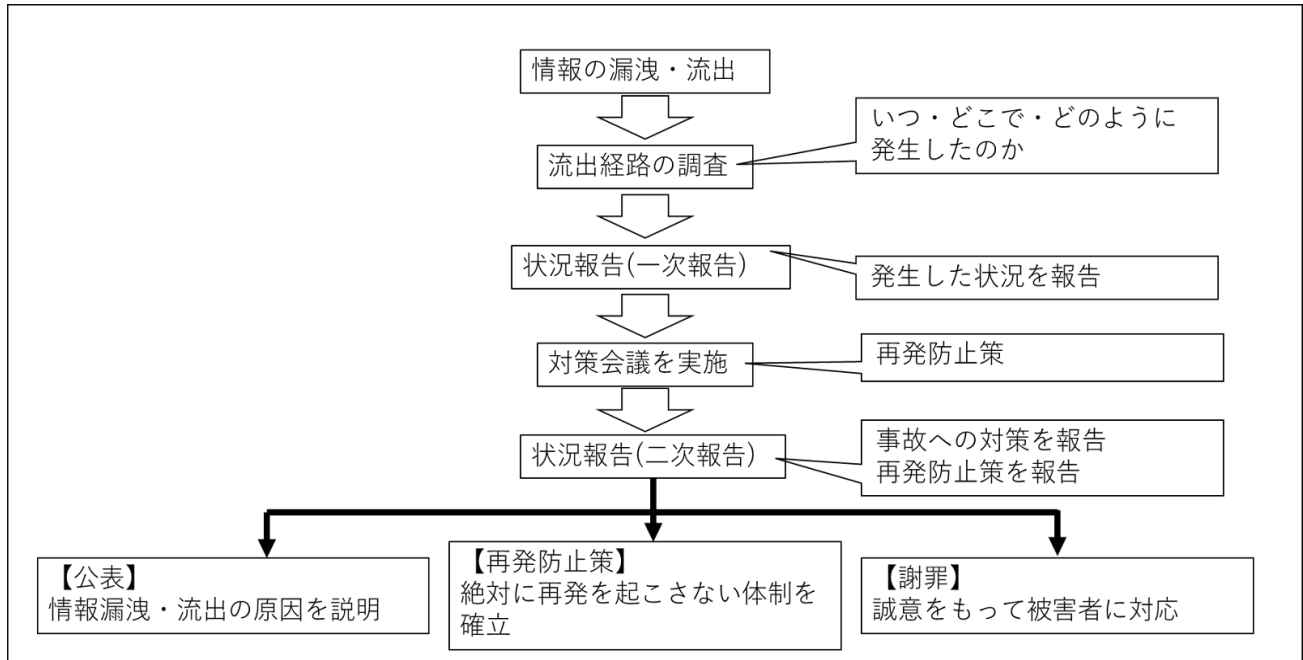 情報の漏洩・流出
いつ・どこで・どのように
発生したのか
流出経路の調査
状況報告(一次報告)
発生した状況を報告
対策会議を実施
再発防止策
状況報告(二次報告)
事故への対策を報告
再発防止策を報告
【公表】
情報漏洩・流出の原因を説明
【再発防止策】
絶対に再発を起こさない体制を
確立
【謝罪】
誠意をもって被害者に対応